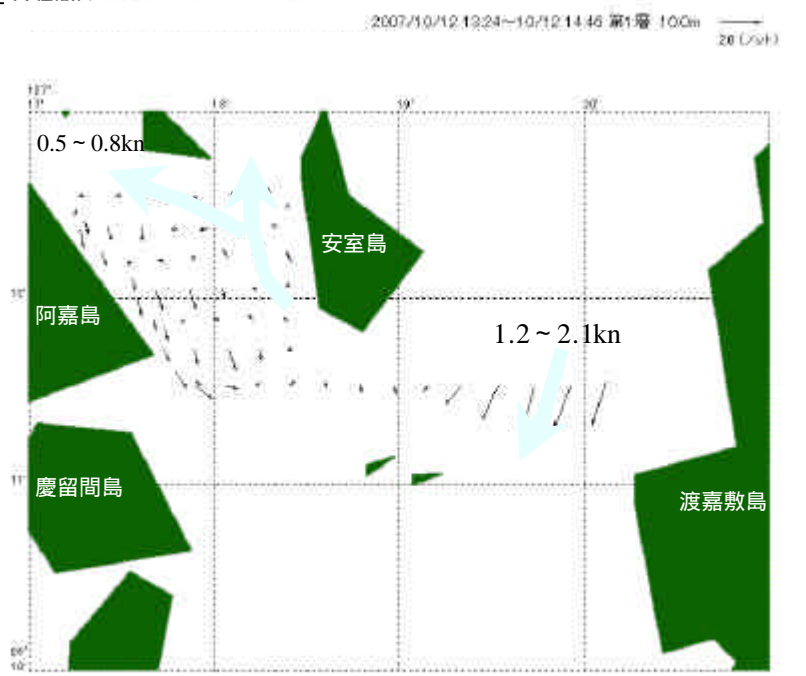 2007/10/12 13:24～10/12 14:46 第1層 10.0m
2.0 (ノット)
127°
17' 18' 19' 20'
0.5 ~ 0.8kn
安室島
10'
阿嘉島
1.2 ~ 2.1kn
11'
慶留間島
渡嘉敷島